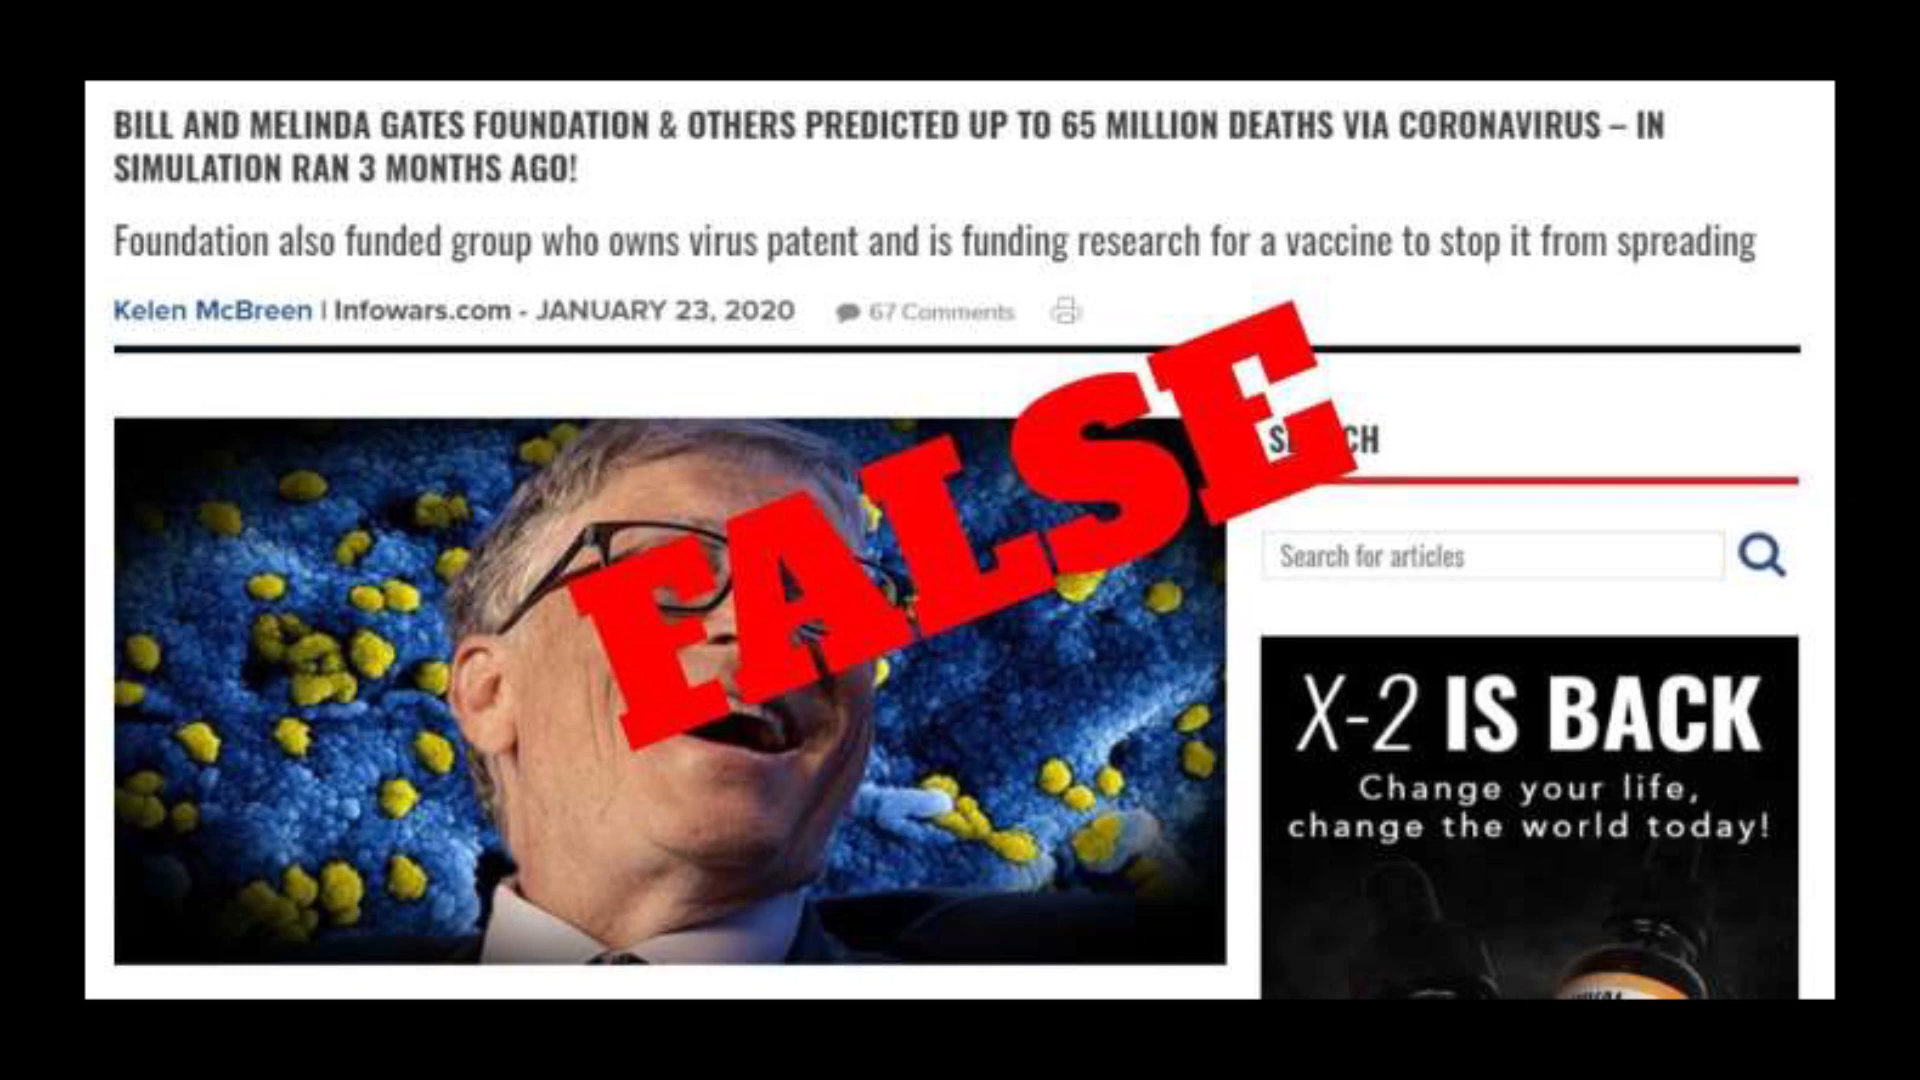 BILL AND MELINDA GATES FOUNDATION & OTHERS PREDICTED UP TO 65 MILLION DEATHS VIA CORONAVIRUS – IN
SIMULATION RAN 3 MONTHS AGO!
Foundation also funded group who owns virus patent and is funding research for a vaccine to stop it from spreading
Kelen McBreen | Infowars.com - JANUARY 23, 2020 67 Comments
FALSE
Search for articles
X-2 IS BACK
Change your life,
change the world today!